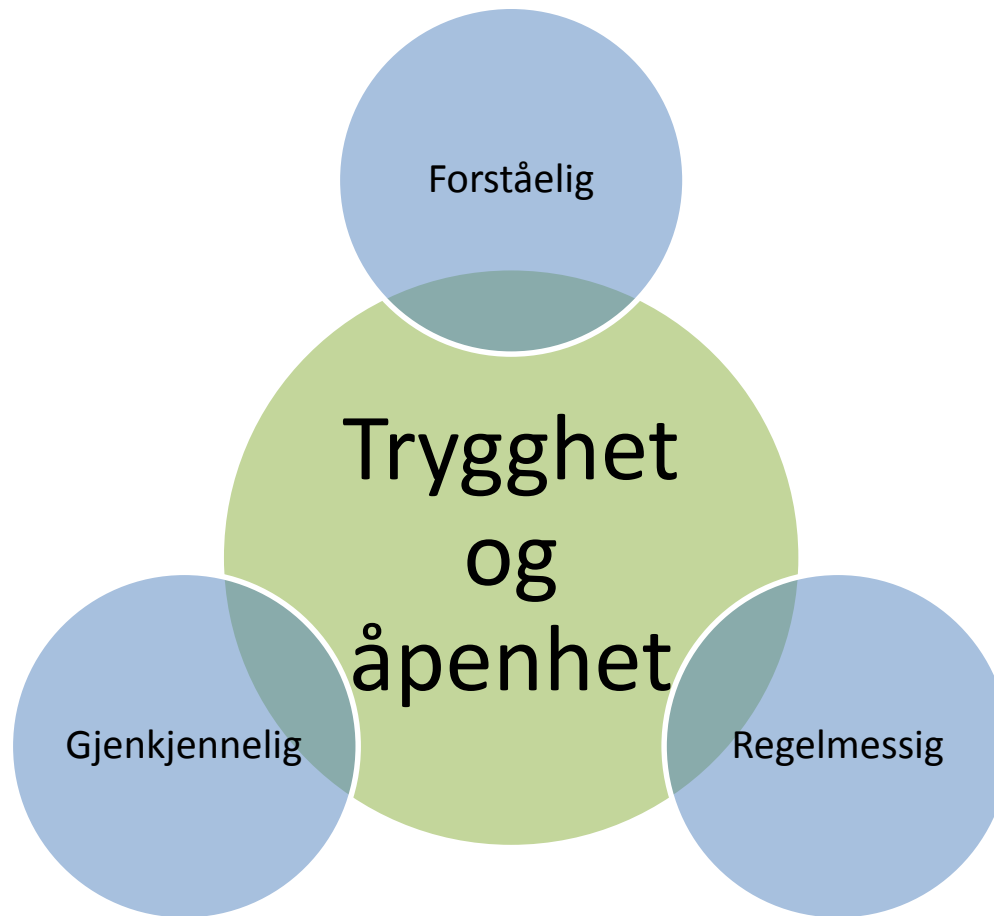 Forståelig
Trygghet
og
åpenhet
Gjenkjennelig
Regelmessig